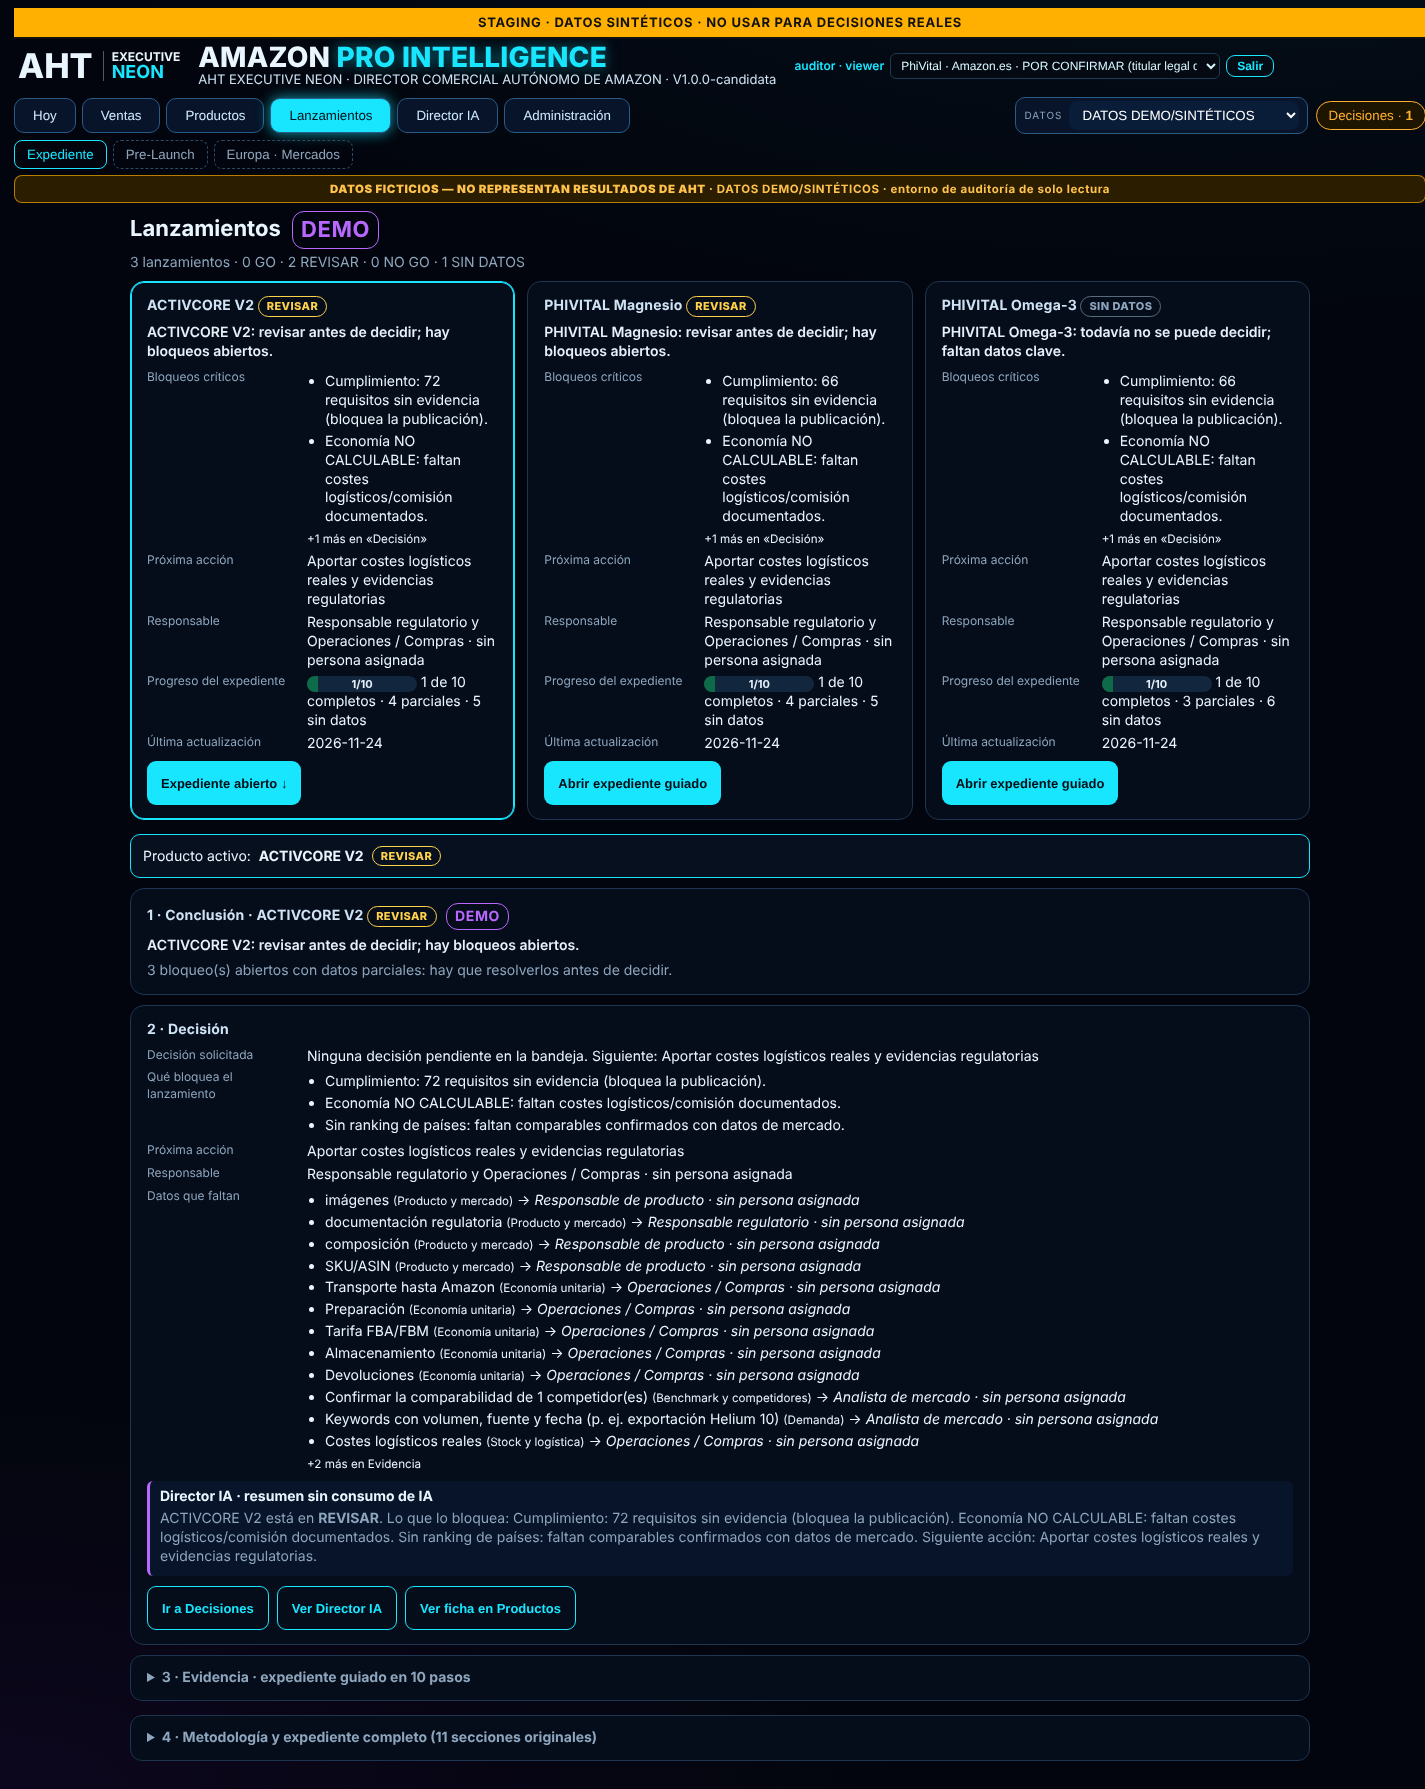 STAGING · DATOS SINTÉTICOS · NO USAR PARA DECISIONES REALES
AHT
EXECUTIVE
NEON
AMAZON PRO INTELLIGENCE
AHT EXECUTIVE NEON · DIRECTOR COMERCIAL AUTÓNOMO DE AMAZON · V1.0.0-candidata
auditor · viewer
PhiVital · Amazon.es · POR CONFIRMAR (titular legal d
Salir
Hoy
Ventas
Productos
Lanzamientos
Director IA
Administración
DATOS
DATOS DEMO/SINTÉTICOS
Decisiones · 1
Expediente
Pre-Launch
Europa · Mercados
DATOS FICTICIOS — NO REPRESENTAN RESULTADOS DE AHT · DATOS DEMO/SINTÉTICOS · entorno de auditoría de solo lectura
Lanzamientos DEMO
3 lanzamientos · 0 GO · 2 REVISAR · 0 NO GO · 1 SIN DATOS
ACTIVCORE V2 REVISAR
ACTIVCORE V2: revisar antes de decidir; hay
bloqueos abiertos.
Bloqueos críticos
• Cumplimiento: 72
requisitos sin evidencia
(bloquea la publicación).
• Economía NO
CALCULABLE: faltan
costes
logísticos/comisión
documentados.
+1 más en «Decisión»
Próxima acción
Aportar costes logísticos
reales y evidencias
regulatorias
Responsable
Responsable regulatorio y
Operaciones / Compras · sin
persona asignada
Progreso del expediente
1/10 1 de 10
completos · 4 parciales · 5
sin datos
Última actualización
2026-11-24
Expediente abierto ↓
PHIVITAL Magnesio REVISAR
PHIVITAL Magnesio: revisar antes de decidir; hay
bloqueos abiertos.
Bloqueos críticos
• Cumplimiento: 66
requisitos sin evidencia
(bloquea la publicación).
• Economía NO
CALCULABLE: faltan
costes
logísticos/comisión
documentados.
+1 más en «Decisión»
Próxima acción
Aportar costes logísticos
reales y evidencias
regulatorias
Responsable
Responsable regulatorio y
Operaciones / Compras · sin
persona asignada
Progreso del expediente
1/10 1 de 10
completos · 4 parciales · 5
sin datos
Última actualización
2026-11-24
Abrir expediente guiado
PHIVITAL Omega-3 SIN DATOS
PHIVITAL Omega-3: todavía no se puede decidir;
faltan datos clave.
Bloqueos críticos
• Cumplimiento: 66
requisitos sin evidencia
(bloquea la publicación).
• Economía NO
CALCULABLE: faltan
costes
logísticos/comisión
documentados.
+1 más en «Decisión»
Próxima acción
Aportar costes logísticos
reales y evidencias
regulatorias
Responsable
Responsable regulatorio y
Operaciones / Compras · sin
persona asignada
Progreso del expediente
1/10 1 de 10
completos · 3 parciales · 6
sin datos
Última actualización
2026-11-24
Abrir expediente guiado
Producto activo: ACTIVCORE V2 REVISAR
1 · Conclusión · ACTIVCORE V2 REVISAR DEMO
ACTIVCORE V2: revisar antes de decidir; hay bloqueos abiertos.
3 bloqueo(s) abiertos con datos parciales: hay que resolverlos antes de decidir.
2 · Decisión
Decisión solicitada
Ninguna decisión pendiente en la bandeja. Siguiente: Aportar costes logísticos reales y evidencias regulatorias
Qué bloquea el
lanzamiento
• Cumplimiento: 72 requisitos sin evidencia (bloquea la publicación).
• Economía NO CALCULABLE: faltan costes logísticos/comisión documentados.
• Sin ranking de países: faltan comparables confirmados con datos de mercado.
Próxima acción
Aportar costes logísticos reales y evidencias regulatorias
Responsable
Responsable regulatorio y Operaciones / Compras · sin persona asignada
Datos que faltan
• imágenes (Producto y mercado) → Responsable de producto · sin persona asignada
• documentación regulatoria (Producto y mercado) → Responsable regulatorio · sin persona asignada
• composición (Producto y mercado) → Responsable de producto · sin persona asignada
• SKU/ASIN (Producto y mercado) → Responsable de producto · sin persona asignada
• Transporte hasta Amazon (Economía unitaria) → Operaciones / Compras · sin persona asignada
• Preparación (Economía unitaria) → Operaciones / Compras · sin persona asignada
• Tarifa FBA/FBM (Economía unitaria) → Operaciones / Compras · sin persona asignada
• Almacenamiento (Economía unitaria) → Operaciones / Compras · sin persona asignada
• Devoluciones (Economía unitaria) → Operaciones / Compras · sin persona asignada
• Confirmar la comparabilidad de 1 competidor(es) (Benchmark y competidores) → Analista de mercado · sin persona asignada
• Keywords con volumen, fuente y fecha (p. ej. exportación Helium 10) (Demanda) → Analista de mercado · sin persona asignada
• Costes logísticos reales (Stock y logística) → Operaciones / Compras · sin persona asignada
+2 más en Evidencia
Director IA · resumen sin consumo de IA
ACTIVCORE V2 está en REVISAR. Lo que lo bloquea: Cumplimiento: 72 requisitos sin evidencia (bloquea la publicación). Economía NO CALCULABLE: faltan costes
logísticos/comisión documentados. Sin ranking de países: faltan comparables confirmados con datos de mercado. Siguiente acción: Aportar costes logísticos reales y
evidencias regulatorias.
Ir a Decisiones
Ver Director IA
Ver ficha en Productos
▶ 3 · Evidencia · expediente guiado en 10 pasos
▶ 4 · Metodología y expediente completo (11 secciones originales)